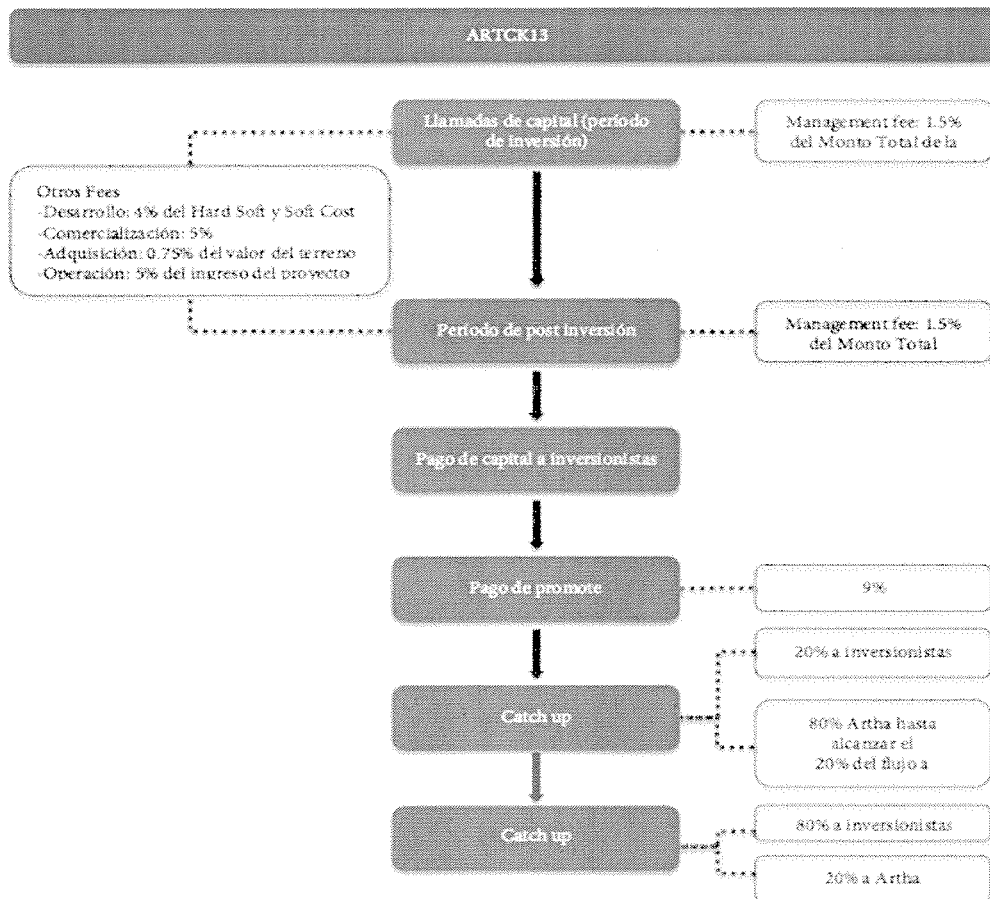 ARTCK13
Llamadas de capital (período
de inversión)
Management fee: 1.5%
del Monto Total de la
Otros Fees
-Desarrollo: 4% del Hard Soft y Soft Cost
-Comercialización: 5%
-Adquisición: 0.75% del valor del terreno
-Operación: 5% del ingreso del proyecto
Período de post inversión
Management fee: 1.5%
del Monto Total
Pago de capital a inversionistas
Pago de promote
9%
20% a inversionistas
Catch up
80% Artha hasta
alcanzar el
20% del flujo a
Catch up
80% a inversionistas
20% a Artha